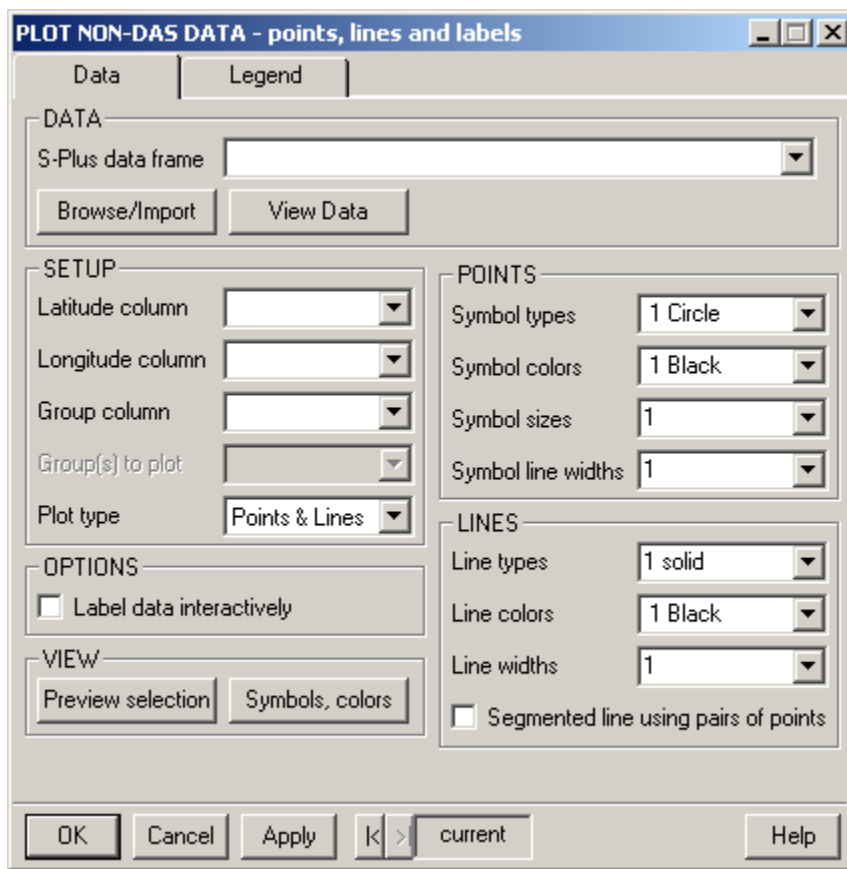 PLOT NON-DAS DATA - points, lines and labels
Data
Legend
DATA
S-Plus data frame
Browse/Import
View Data
SETUP
Latitude column
Longitude column
Group column
Group(s) to plot
Plot type
Points & Lines
OPTIONS
Label data interactively
VIEW
Preview selection
Symbols, colors
POINTS
Symbol types
1 Circle
Symbol colors
1 Black
Symbol sizes
1
Symbol line widths
1
LINES
Line types
1 solid
Line colors
1 Black
Line widths
1
Segmented line using pairs of points
OK
Cancel
Apply
current
Help